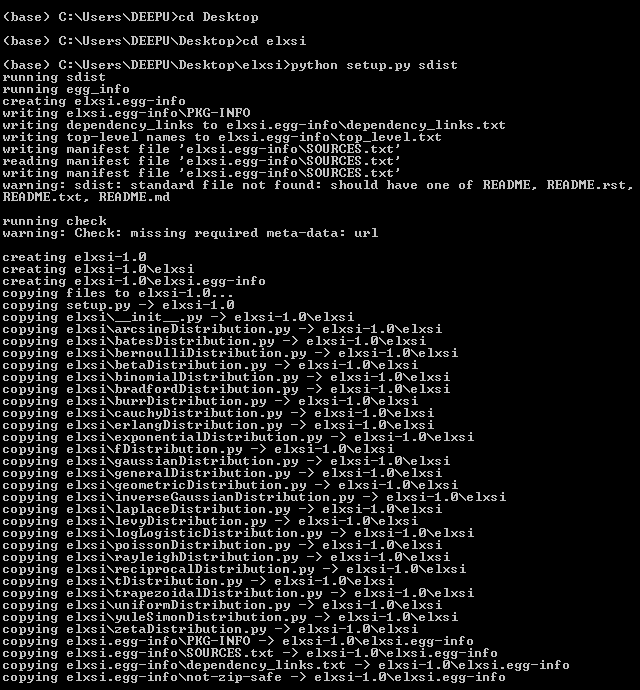 (base) C:\Users\DEEPU>cd Desktop
(base) C:\Users\DEEPU\Desktop>cd elxsi
(base) C:\Users\DEEPU\Desktop\elxsi>python setup.py sdist
running sdist
running egg_info
creating elxsi.egg-info
writing elxsi.egg-info\PKG-INFO
writing dependency_links to elxsi.egg-info\dependency_links.txt
writing top-level names to elxsi.egg-info\top_level.txt
writing manifest file 'elxsi.egg-info\SOURCES.txt'
reading manifest file 'elxsi.egg-info\SOURCES.txt'
writing manifest file 'elxsi.egg-info\SOURCES.txt'
warning: sdist: standard file not found: should have one of README, README.rst,
README.txt, README.md
running check
warning: Check: missing required meta-data: url
creating elxsi-1.0
creating elxsi-1.0\elxsi
creating elxsi-1.0\elxsi.egg-info
copying files to elxsi-1.0...
copying setup.py -> elxsi-1.0
copying elxsi\__init__.py -> elxsi-1.0\elxsi
copying elxsi\arcsineDistribution.py -> elxsi-1.0\elxsi
copying elxsi\batesDistribution.py -> elxsi-1.0\elxsi
copying elxsi\bernoulliDistribution.py -> elxsi-1.0\elxsi
copying elxsi\betaDistribution.py -> elxsi-1.0\elxsi
copying elxsi\binomialDistribution.py -> elxsi-1.0\elxsi
copying elxsi\bradfordDistribution.py -> elxsi-1.0\elxsi
copying elxsi\burrDistribution.py -> elxsi-1.0\elxsi
copying elxsi\cauchyDistribution.py -> elxsi-1.0\elxsi
copying elxsi\erlangDistribution.py -> elxsi-1.0\elxsi
copying elxsi\exponentialDistribution.py -> elxsi-1.0\elxsi
copying elxsi\fDistribution.py -> elxsi-1.0\elxsi
copying elxsi\gaussianDistribution.py -> elxsi-1.0\elxsi
copying elxsi\generalDistribution.py -> elxsi-1.0\elxsi
copying elxsi\geometricDistribution.py -> elxsi-1.0\elxsi
copying elxsi\inverseGaussianDistribution.py -> elxsi-1.0\elxsi
copying elxsi\laplaceDistribution.py -> elxsi-1.0\elxsi
copying elxsi\levyDistribution.py -> elxsi-1.0\elxsi
copying elxsi\logLogisticDistribution.py -> elxsi-1.0\elxsi
copying elxsi\poissonDistribution.py -> elxsi-1.0\elxsi
copying elxsi\rayleighDistribution.py -> elxsi-1.0\elxsi
copying elxsi\reciprocalDistribution.py -> elxsi-1.0\elxsi
copying elxsi\tDistribution.py -> elxsi-1.0\elxsi
copying elxsi\trapezoidalDistribution.py -> elxsi-1.0\elxsi
copying elxsi\uniformDistribution.py -> elxsi-1.0\elxsi
copying elxsi\yuleSimonDistribution.py -> elxsi-1.0\elxsi
copying elxsi\zetaDistribution.py -> elxsi-1.0\elxsi
copying elxsi.egg-info\PKG-INFO -> elxsi-1.0\elxsi.egg-info
copying elxsi.egg-info\SOURCES.txt -> elxsi-1.0\elxsi.egg-info
copying elxsi.egg-info\dependency_links.txt -> elxsi-1.0\elxsi.egg-info
copying elxsi.egg-info\not-zip-safe -> elxsi-1.0\elxsi.egg-info